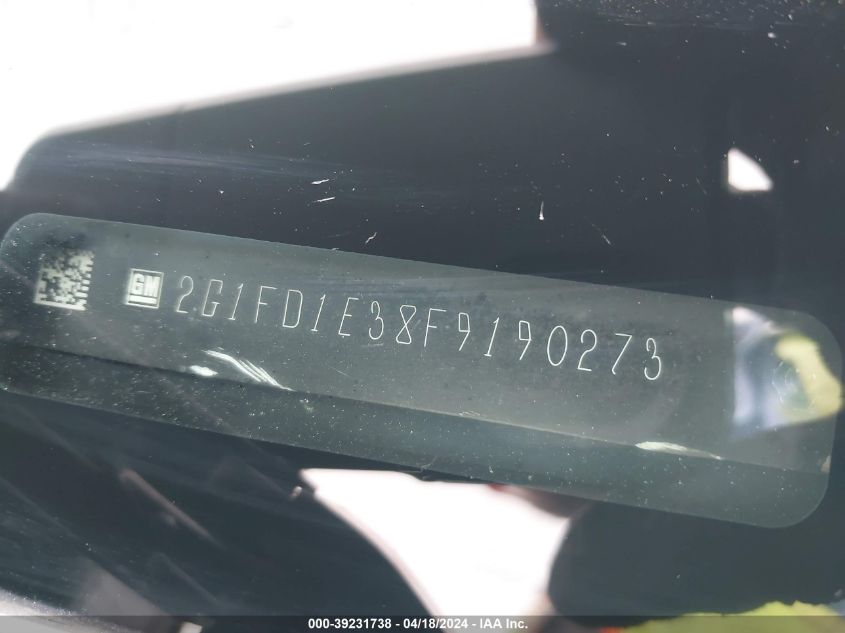 GM 2G1FD1E38F9190273
000-39231738 - 04/18/2024 - IAA Inc.